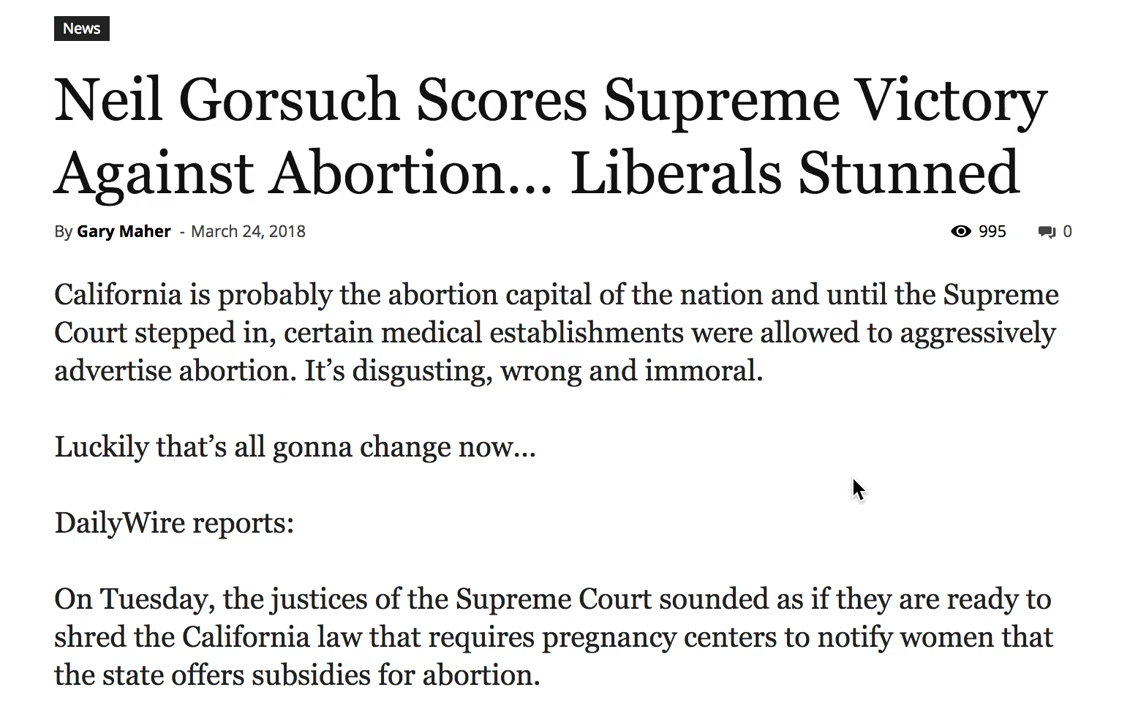 News
Neil Gorsuch Scores Supreme Victory
Against Abortion... Liberals Stunned
By Gary Maher - March 24, 2018 995 0
California is probably the abortion capital of the nation and until the Supreme
Court stepped in, certain medical establishments were allowed to aggressively
advertise abortion. It’s disgusting, wrong and immoral.
Luckily that’s all gonna change now...
DailyWire reports:
On Tuesday, the justices of the Supreme Court sounded as if they are ready to
shred the California law that requires pregnancy centers to notify women that
the state offers subsidies for abortion.